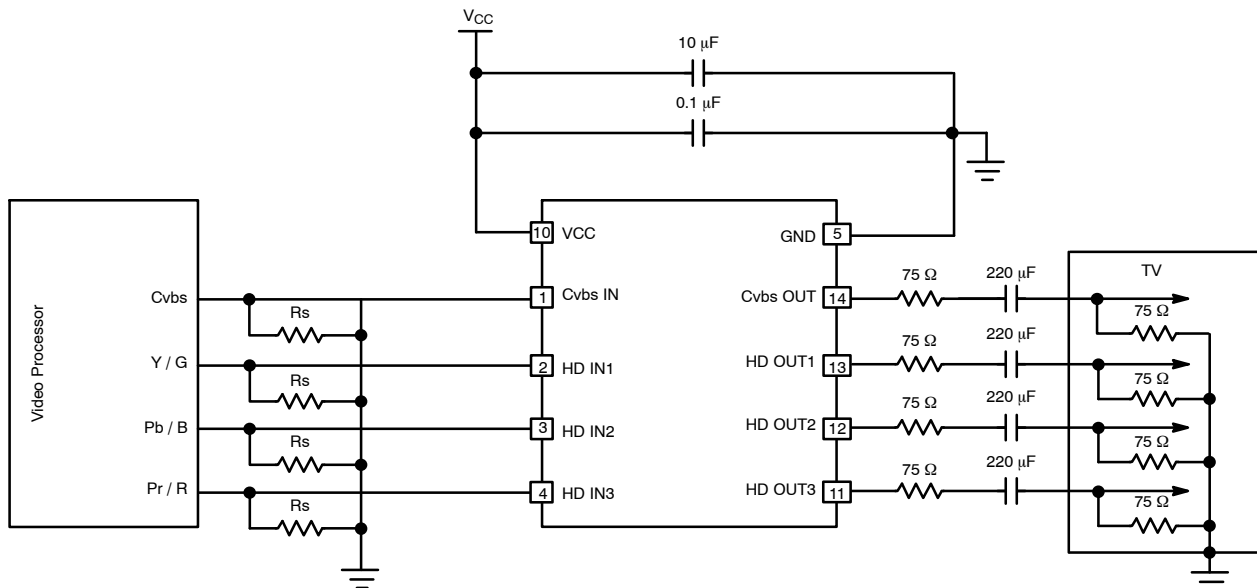 VCC
10 μF
0.1 μF
Video Processor
Cvbs
Rs
Y / G
Rs
Pb / B
Rs
Pr / R
Rs
10 VCC
GND 5
1 Cvbs IN
Cvbs OUT 14
2 HD IN1
HD OUT1 13
3 HD IN2
HD OUT2 12
4 HD IN3
HD OUT3 11
75 Ω 220 μF
75 Ω 220 μF
75 Ω 220 μF
75 Ω 220 μF
TV
75 Ω
75 Ω
75 Ω
75 Ω